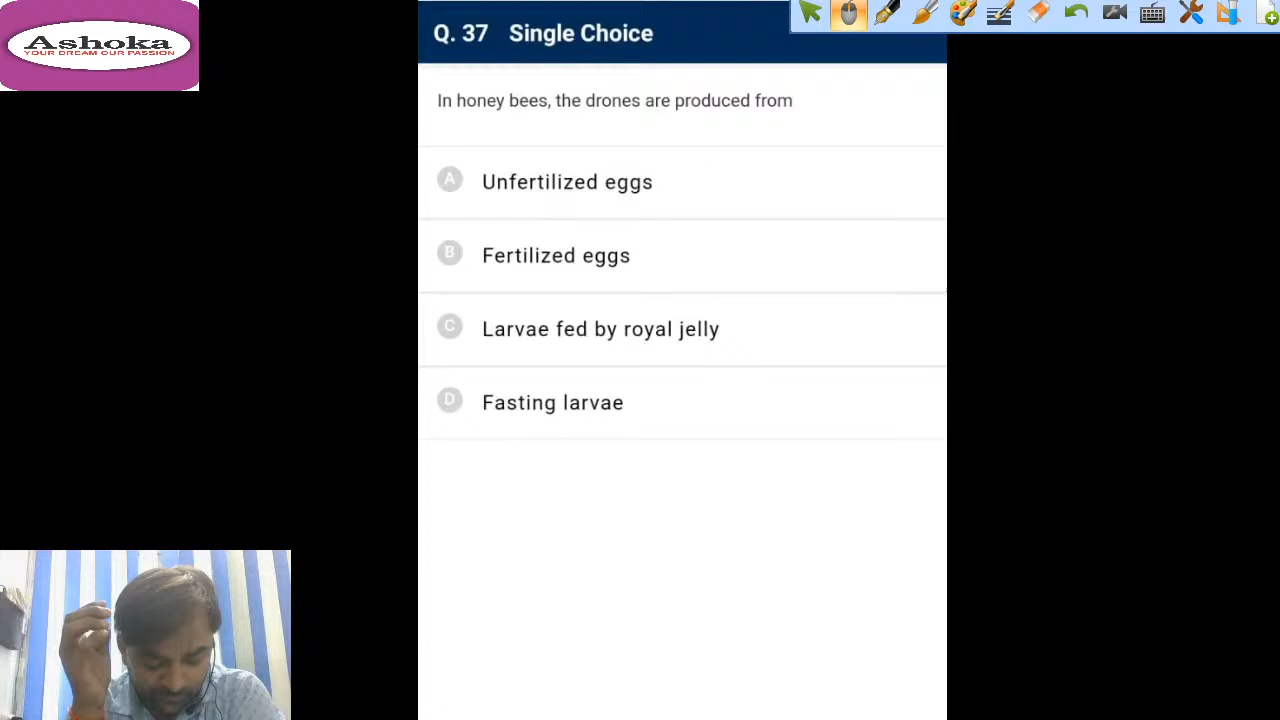 Ashoka
YOUR DREAM OUR PASSION
Q. 37 Single Choice
In honey bees, the drones are produced from
A Unfertilized eggs
B Fertilized eggs
C Larvae fed by royal jelly
D Fasting larvae